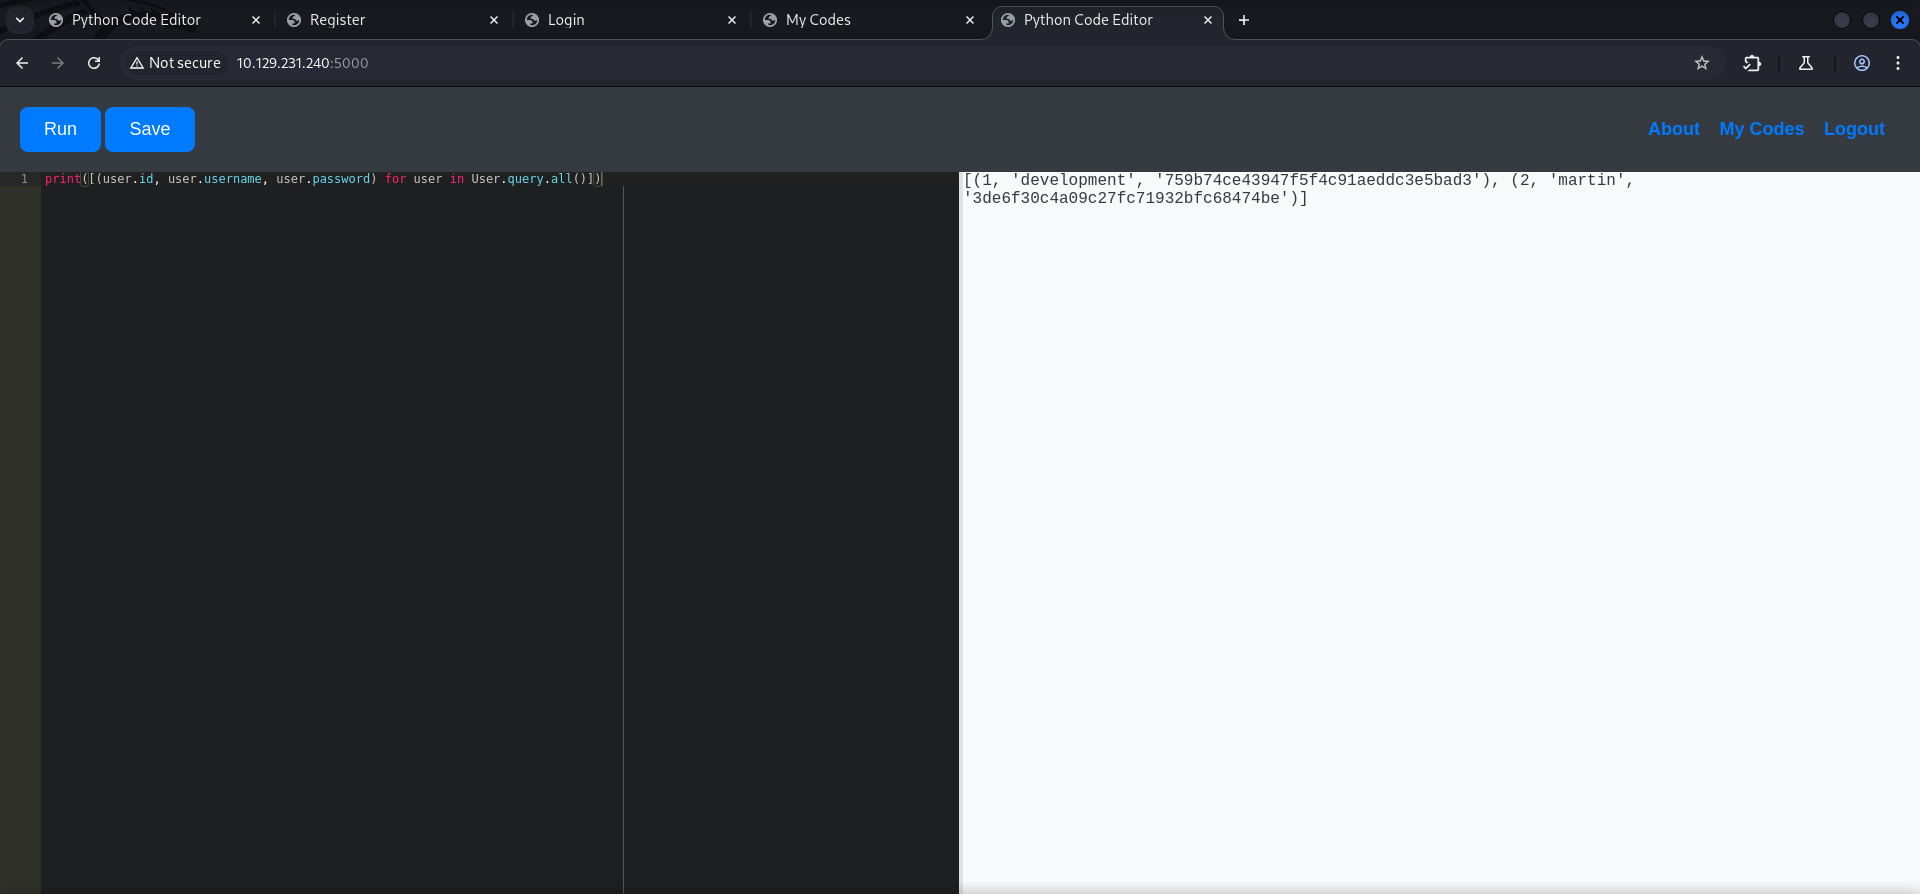 Python Code Editor
Register
Login
My Codes
Python Code Editor
Not secure
10.129.231.240:5000
Run
Save
About
My Codes
Logout
1
print([(user.id, user.username, user.password) for user in User.query.all()])
[(1, 'development', '759b74ce43947f5f4c91aeddc3e5bad3'), (2, 'martin',
'3de6f30c4a09c27fc71932bfc68474be')]